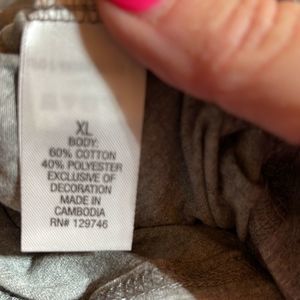 XL
BODY:
60% COTTON
40% POLYESTER
EXCLUSIVE OF
DECORATION
MADE IN
CAMBODIA
RN# 129746